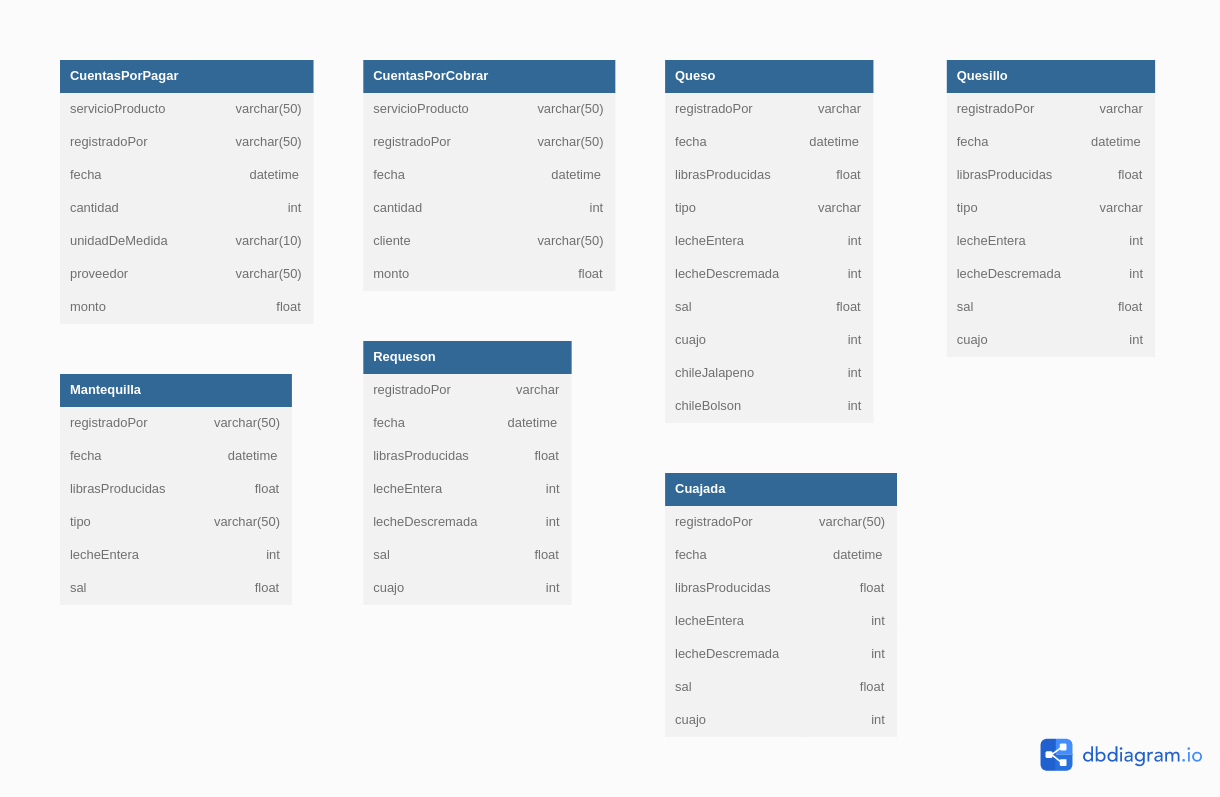 CuentasPorPagar
servicioProducto varchar(50)
registradoPor varchar(50)
fecha datetime
cantidad int
unidadDeMedida varchar(10)
proveedor varchar(50)
monto float
CuentasPorCobrar
servicioProducto varchar(50)
registradoPor varchar(50)
fecha datetime
cantidad int
cliente varchar(50)
monto float
Queso
registradoPor varchar
fecha datetime
librasProducidas float
tipo varchar
lecheEntera int
lecheDescremada int
sal float
cuajo int
chileJalapeno int
chileBolson int
Quesillo
registradoPor varchar
fecha datetime
librasProducidas float
tipo varchar
lecheEntera int
lecheDescremada int
sal float
cuajo int
Mantequilla
registradoPor varchar(50)
fecha datetime
librasProducidas float
tipo varchar(50)
lecheEntera int
sal float
Requeson
registradoPor varchar
fecha datetime
librasProducidas float
lecheEntera int
lecheDescremada int
sal float
cuajo int
Cuajada
registradoPor varchar(50)
fecha datetime
librasProducidas float
lecheEntera int
lecheDescremada int
sal float
cuajo int
dbdiagram.io